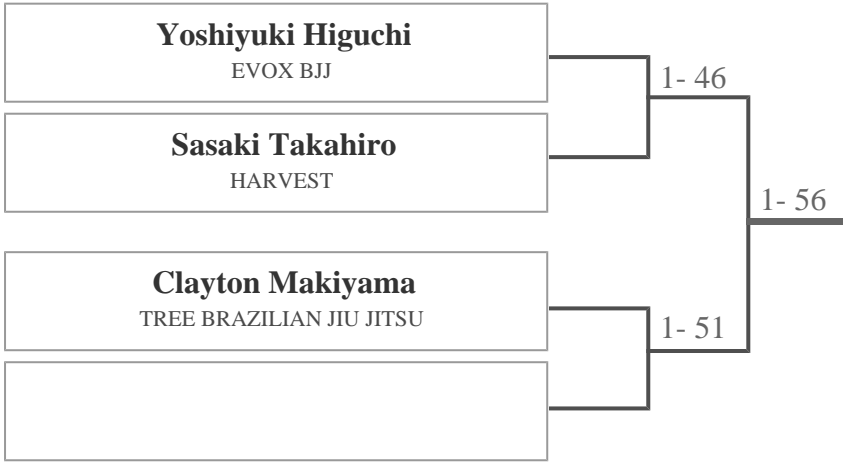 Yoshiyuki Higuchi
EVOX BJJ
1- 46
Sasaki Takahiro
HARVEST
1- 56
Clayton Makiyama
TREE BRAZILIAN JIU JITSU
1- 51